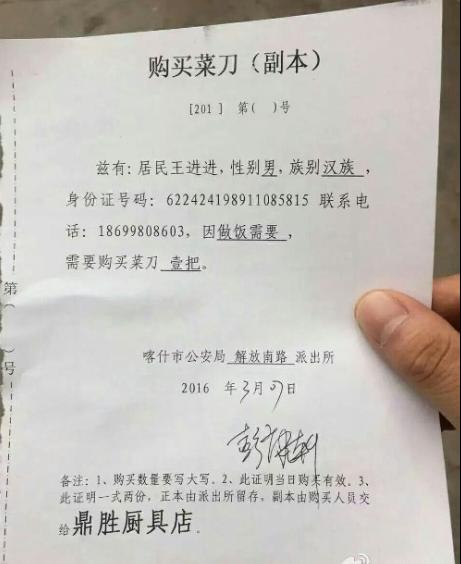 购买菜刀（副本）
[201 ] 第( )号
兹有：居民王进进，性别男，族别汉族，
身份证号码：622424198911085815 联系电
话：18699808603，因做饭需要，
需要购买菜刀 壹把。
喀什市公安局 解放南路 派出所
2016 年3月 日
备注：1、购买数量要写大写。2、此证明当日购买有效。3、
此证明一式两份，正本由派出所留存，副本由购买人员交
给鼎胜厨具店.
第( )号